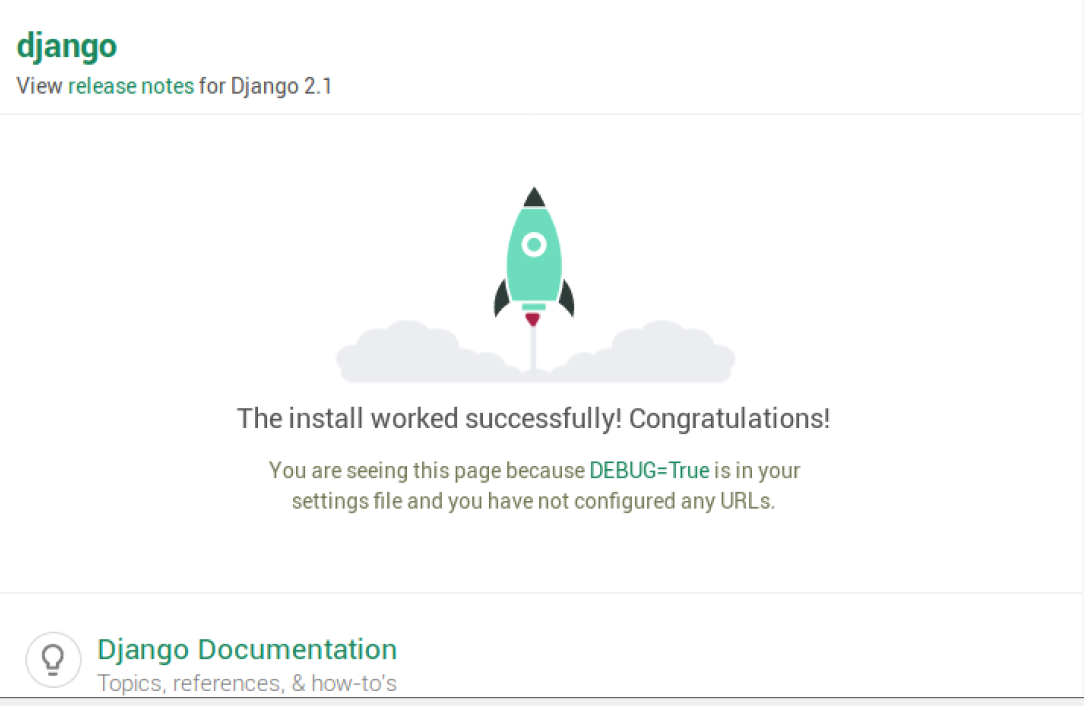 django
View release notes for Django 2.1
The install worked successfully! Congratulations!
You are seeing this page because DEBUG=True is in your
settings file and you have not configured any URLs.
Django Documentation
Topics, references, & how-to's